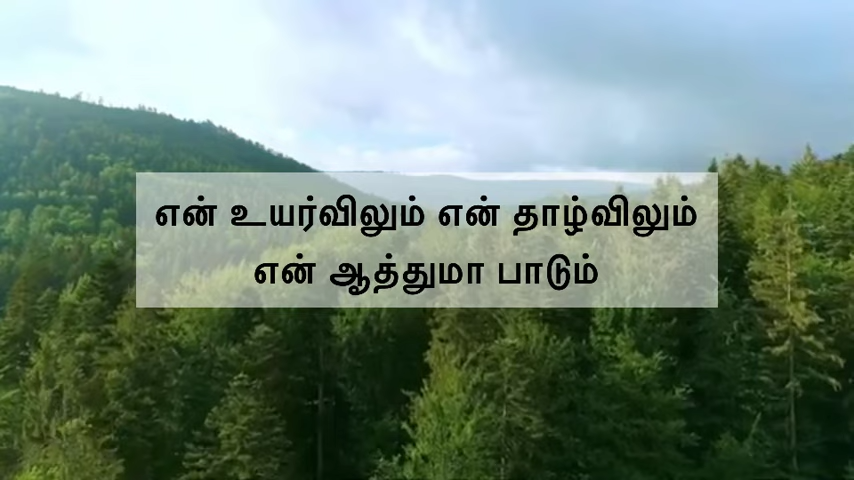 என் உயர்விலும் என் தாழ்விலும்
என் ஆத்துமா பாடும்